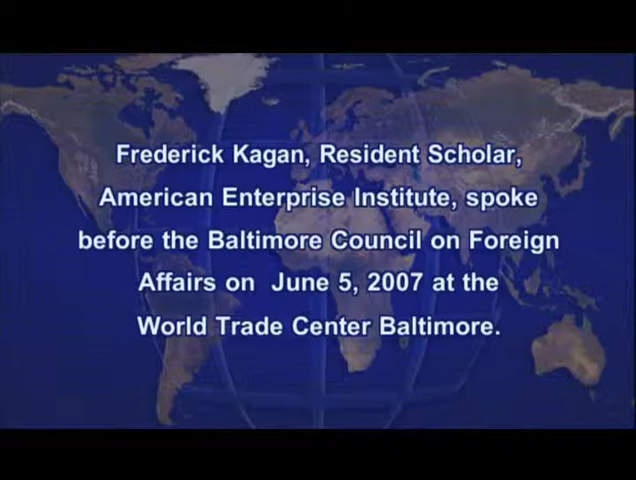 Frederick Kagan, Resident Scholar,
American Enterprise Institute, spoke
before the Baltimore Council on Foreign
Affairs on  June 5, 2007 at the
World Trade Center Baltimore.